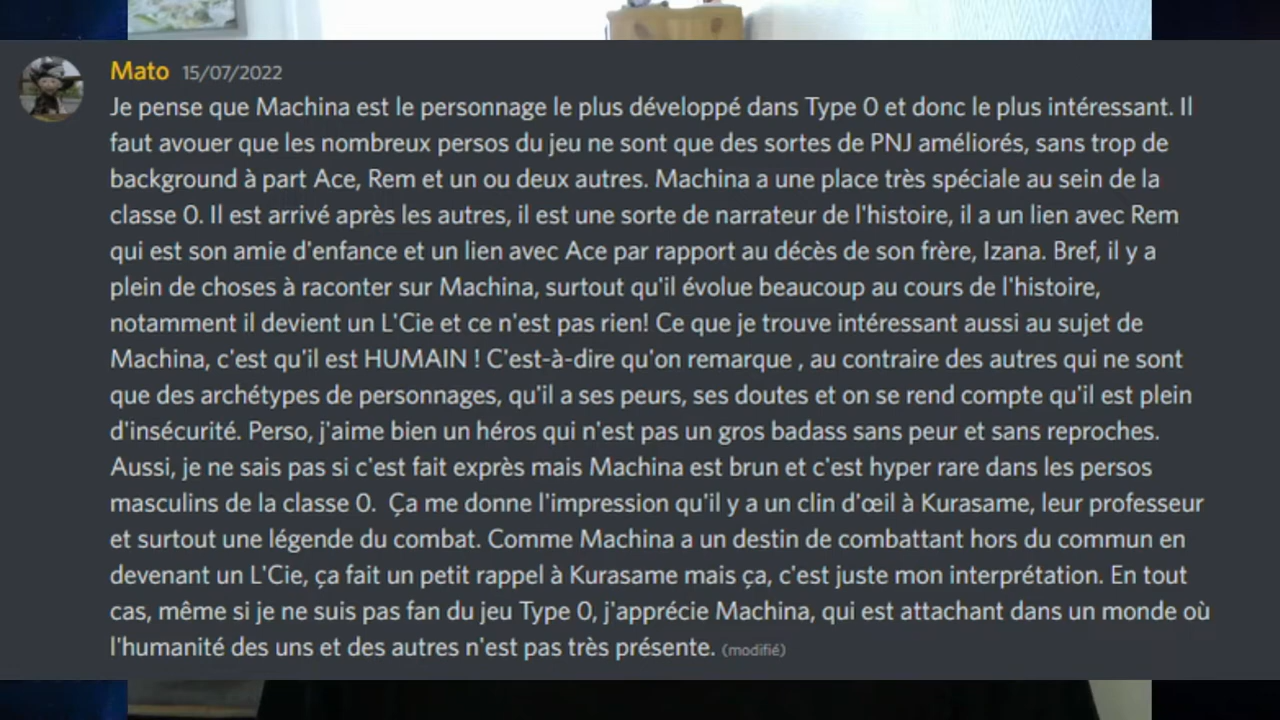 Mato 15/07/2022
Je pense que Machina est le personnage le plus développé dans Type 0 et donc le plus intéressant. Il
faut avouer que les nombreux persos du jeu ne sont que des sortes de PNJ améliorés, sans trop de
background à part Ace, Rem et un ou deux autres. Machina a une place très spéciale au sein de la
classe 0. Il est arrivé après les autres, il est une sorte de narrateur de l'histoire, il a un lien avec Rem
qui est son amie d'enfance et un lien avec Ace par rapport au décès de son frère, Izana. Bref, il y a
plein de choses à raconter sur Machina, surtout qu'il évolue beaucoup au cours de l'histoire,
notamment il devient un L'Cie et ce n'est pas rien! Ce que je trouve intéressant aussi au sujet de
Machina, c'est qu'il est HUMAIN ! C'est-à-dire qu'on remarque , au contraire des autres qui ne sont
que des archétypes de personnages, qu'il a ses peurs, ses doutes et on se rend compte qu'il est plein
d'insécurité. Perso, j'aime bien un héros qui n'est pas un gros badass sans peur et sans reproches.
Aussi, je ne sais pas si c'est fait exprès mais Machina est brun et c'est hyper rare dans les persos
masculins de la classe 0.  Ça me donne l'impression qu'il y a un clin d'œil à Kurasame, leur professeur
et surtout une légende du combat. Comme Machina a un destin de combattant hors du commun en
devenant un L'Cie, ça fait un petit rappel à Kurasame mais ça, c'est juste mon interprétation. En tout
cas, même si je ne suis pas fan du jeu Type 0, j'apprécie Machina, qui est attachant dans un monde où
l'humanité des uns et des autres n'est pas très présente. (modifié)